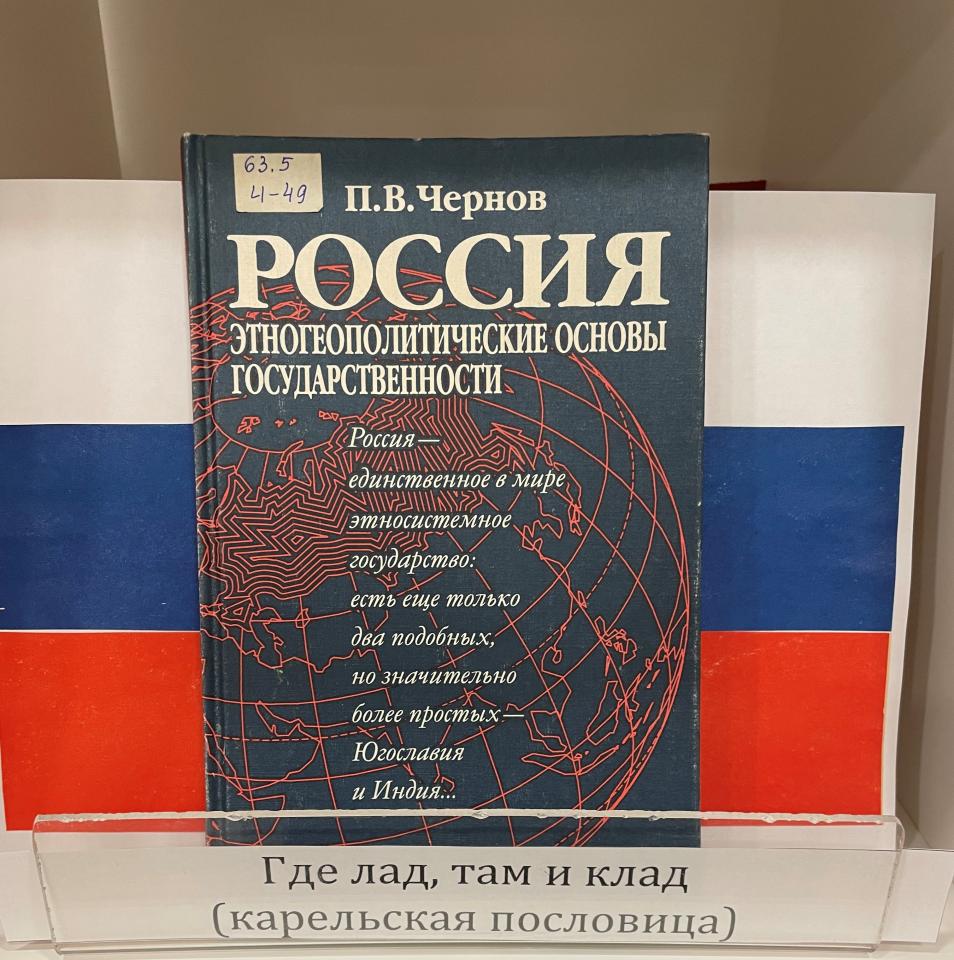 63.5
Ч-49
П.В.Чернов
РОССИЯ
ЭТНОГЕОПОЛИТИЧЕСКИЕ ОСНОВЫ
ГОСУДАРСТВЕННОСТИ
Россия—
единственное в мире
этносистемное
государство:
есть еще только
два подобных,
но значительно
более простых—
Югославия
и Индия...
Где лад, там и клад
(карельская пословица)